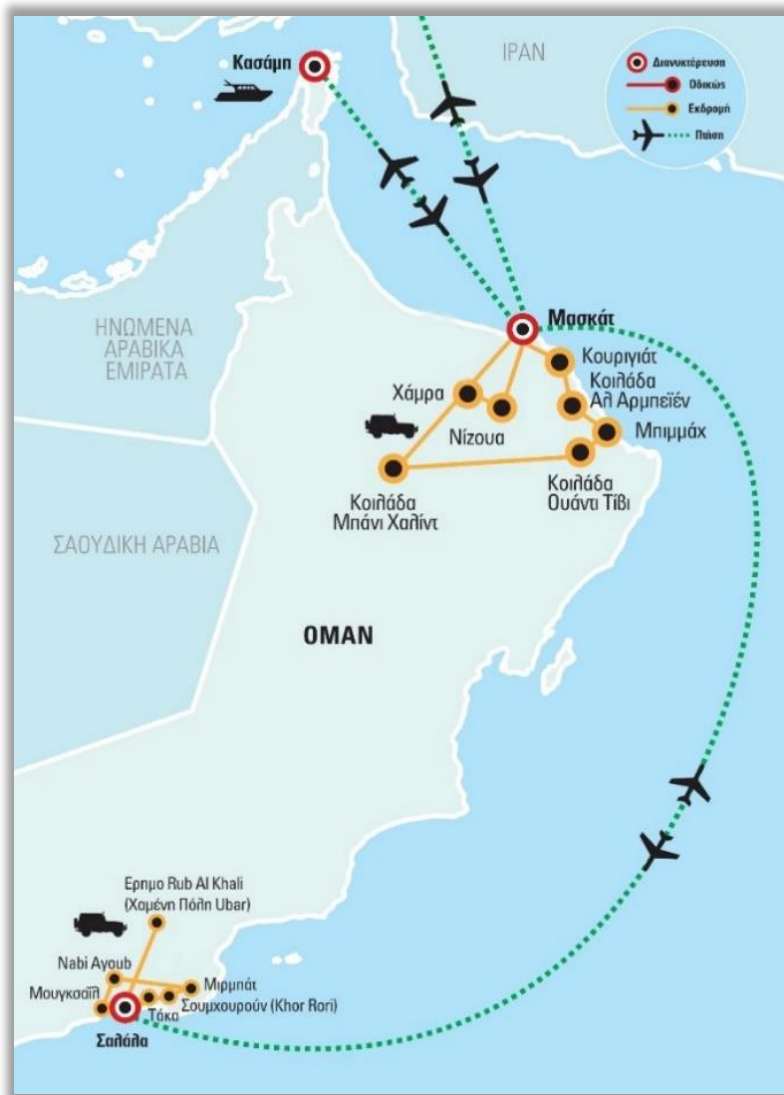 Κασάμπη
ΙΡΑΝ
Διανυκτέρευση
Οδικώς
Εκδρομή
Πτήση
ΗΝΩΜΕΝΑ
ΑΡΑΒΙΚΑ
ΕΜΙΡΑΤΑ
Μασκάτ
Κουριγιάτ
Κοιλάδα
Αλ Αρμπεϊέν
Μπιμμάχ
Χάμρα
Νίζουα
Κοιλάδα
Ουάντι Τίβι
Κοιλάδα
Μπάνι Χαλίντ
ΣΑΟΥΔΙΚΗ ΑΡΑΒΙΑ
ΟΜΑΝ
Ερημο Rub Al Khali
(Χαμένη Πόλη Ubar)
Nabi Ayoub
Μιρμπάτ
Μουγκσαΐλ
Σουμχουρούν (Khor Rori)
Τάκα
Σαλάλα